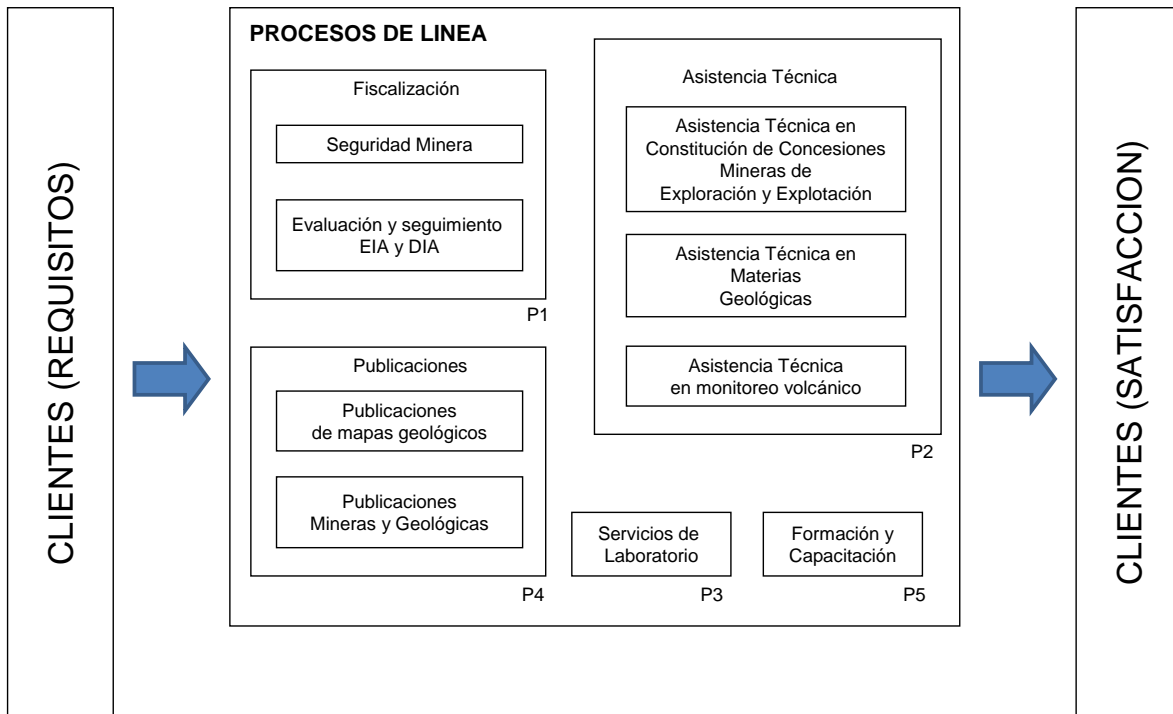 CLIENTES (REQUISITOS)
PROCESOS DE LINEA
Fiscalización
Seguridad Minera
Evaluación y seguimiento
EIA y DIA
P1
Asistencia Técnica
Asistencia Técnica en
Constitución de Concesiones
Mineras de
Exploración y Explotación
Asistencia Técnica en
Materias
Geológicas
Asistencia Técnica
en monitoreo volcánico
P2
Publicaciones
Publicaciones
de mapas geológicos
Publicaciones
Mineras y Geológicas
P4
Servicios de
Laboratorio
P3
Formación y
Capacitación
P5
CLIENTES (SATISFACCION)